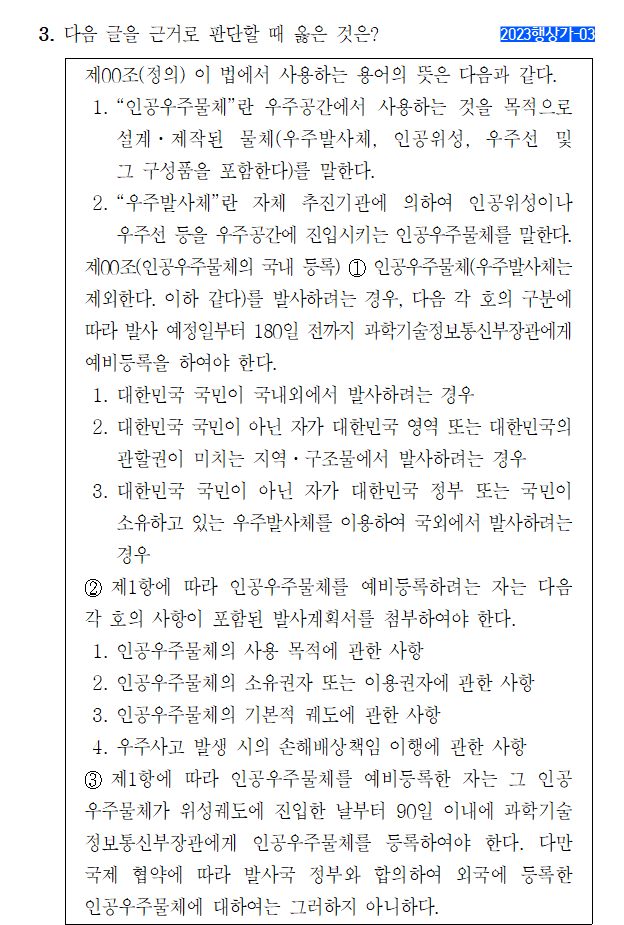 3. 다음 글을 근거로 판단할 때 옳은 것은? 2023행상가-03
제00조(정의) 이 법에서 사용하는 용어의 뜻은 다음과 같다.
1. “인공우주물체”란 우주공간에서 사용하는 것을 목적으로
설계·제작된 물체(우주발사체, 인공위성, 우주선 및
그 구성품을 포함한다)를 말한다.
2. “우주발사체”란 자체 추진기관에 의하여 인공위성이나
우주선 등을 우주공간에 진입시키는 인공우주물체를 말한다.
제00조(인공우주물체의 국내 등록) ① 인공우주물체(우주발사체는
제외한다. 이하 같다)를 발사하려는 경우, 다음 각 호의 구분에
따라 발사 예정일부터 180일 전까지 과학기술정보통신부장관에게
예비등록을 하여야 한다.
1. 대한민국 국민이 국내외에서 발사하려는 경우
2. 대한민국 국민이 아닌 자가 대한민국 영역 또는 대한민국의
관할권이 미치는 지역·구조물에서 발사하려는 경우
3. 대한민국 국민이 아닌 자가 대한민국 정부 또는 국민이
소유하고 있는 우주발사체를 이용하여 국외에서 발사하려는
경우
② 제1항에 따라 인공우주물체를 예비등록하려는 자는 다음
각 호의 사항이 포함된 발사계획서를 첨부하여야 한다.
1. 인공우주물체의 사용 목적에 관한 사항
2. 인공우주물체의 소유권자 또는 이용권자에 관한 사항
3. 인공우주물체의 기본적 궤도에 관한 사항
4. 우주사고 발생 시의 손해배상책임 이행에 관한 사항
③ 제1항에 따라 인공우주물체를 예비등록한 자는 그 인공
우주물체가 위성궤도에 진입한 날부터 90일 이내에 과학기술
정보통신부장관에게 인공우주물체를 등록하여야 한다. 다만
국제 협약에 따라 발사국 정부와 합의하여 외국에 등록한
인공우주물체에 대하여는 그러하지 아니하다.